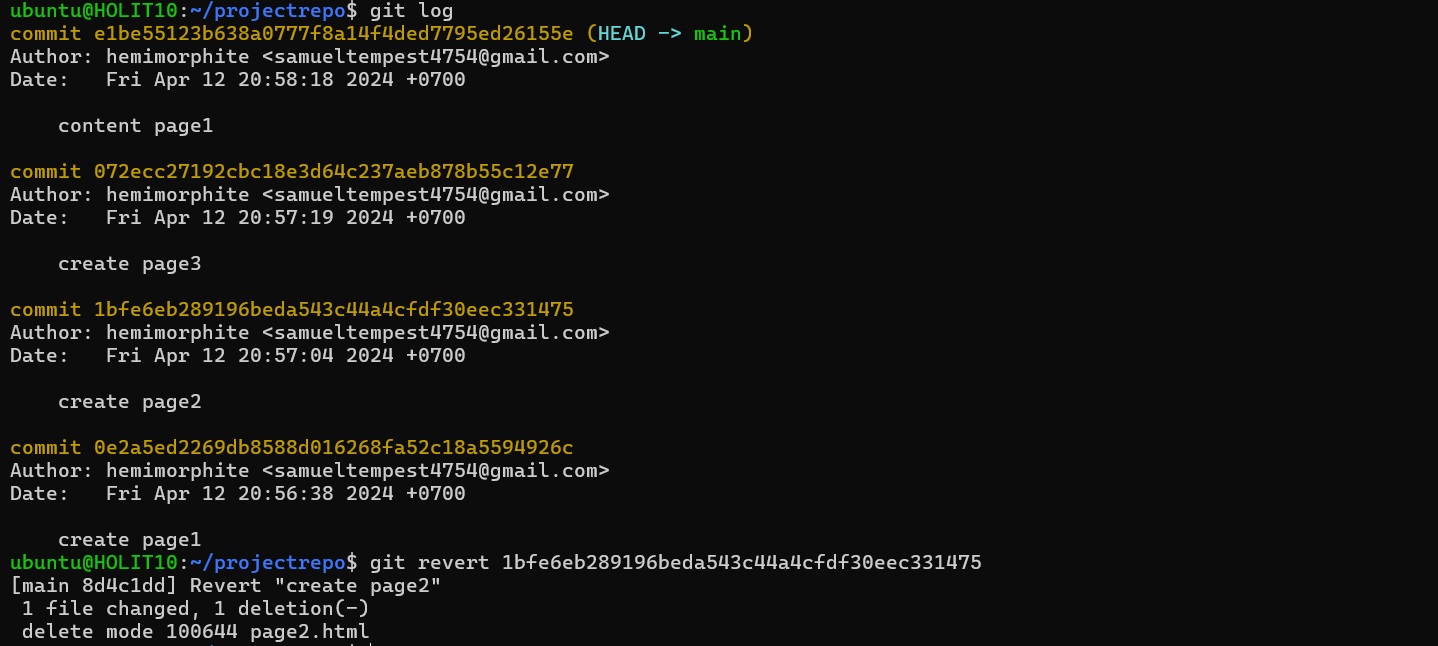 ubuntu@HOLIT10:~/projectrepo$ git log
commit e1be55123b638a0777f8a14f4ded7795ed26155e (HEAD -> main)
Author: hemimorphite <samueltempest4754@gmail.com>
Date:   Fri Apr 12 20:58:18 2024 +0700
    content page1
commit 072ecc27192cbc18e3d64c237aeb878b55c12e77
Author: hemimorphite <samueltempest4754@gmail.com>
Date:   Fri Apr 12 20:57:19 2024 +0700
    create page3
commit 1bfe6eb289196beda543c44a4cfdf30eec331475
Author: hemimorphite <samueltempest4754@gmail.com>
Date:   Fri Apr 12 20:57:04 2024 +0700
    create page2
commit 0e2a5ed2269db8588d016268fa52c18a5594926c
Author: hemimorphite <samueltempest4754@gmail.com>
Date:   Fri Apr 12 20:56:38 2024 +0700
    create page1
ubuntu@HOLIT10:~/projectrepo$ git revert 1bfe6eb289196beda543c44a4cfdf30eec331475
[main 8d4c1dd] Revert "create page2"
 1 file changed, 1 deletion(-)
 delete mode 100644 page2.html